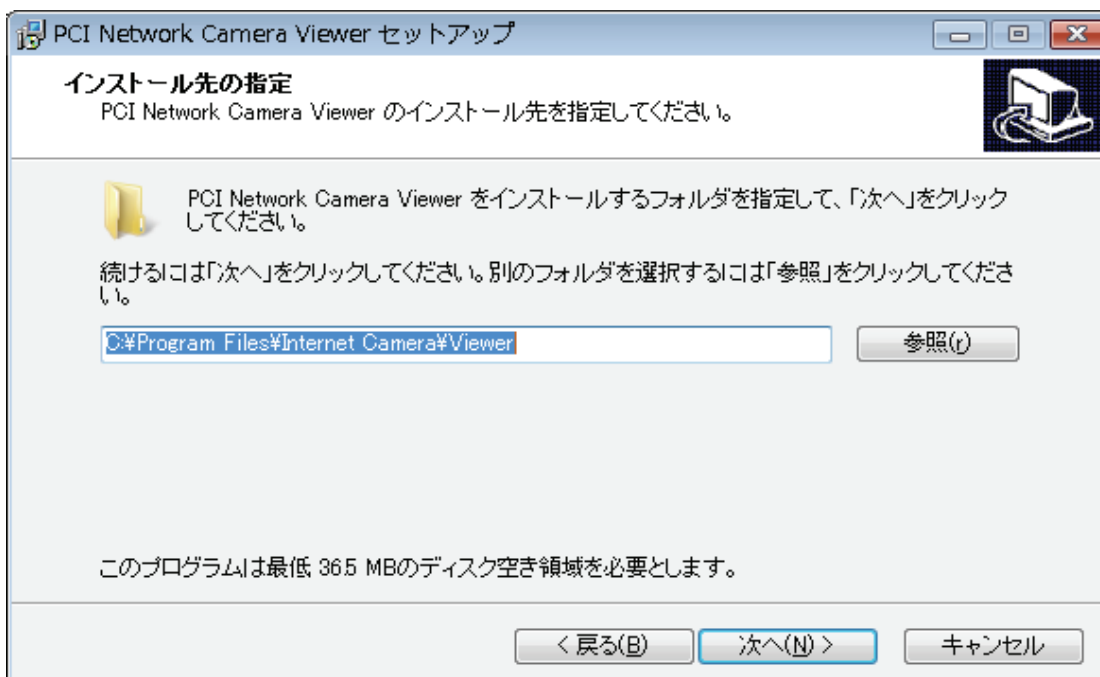 PCI Network Camera Viewer セットアップ
インストール先の指定
PCI Network Camera Viewer のインストール先を指定してください。
PCI Network Camera Viewer をインストールするフォルダを指定して、「次へ」をクリック
してください。
続けるには「次へ」をクリックしてください。別のフォルダを選択するには「参照」をクリックしてくださ
い。
C:¥Program Files¥Internet Camera¥Viewer
参照(r)
このプログラムは最低 36.5 MBのディスク空き領域を必要とします。
< 戻る(B)
次へ(N) >
キャンセル